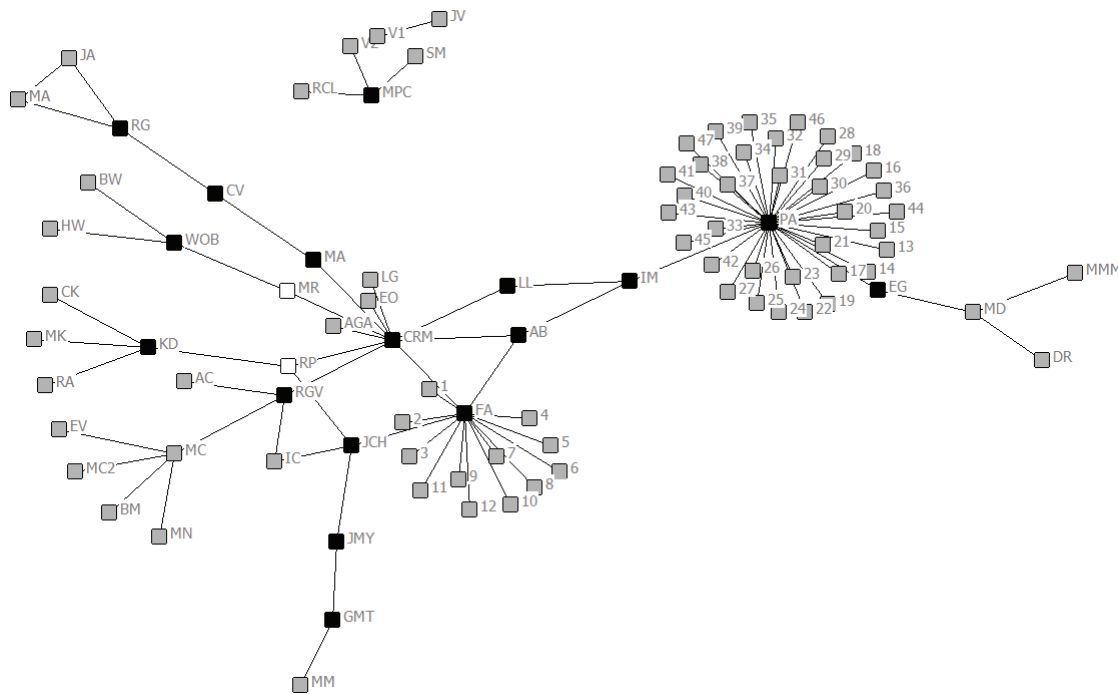 JV
V1
V2
SM
JA
RCL
MPC
MA
RG
35
46
39
32
28
47
34
29
18
38
31
16
41
37
30
36
BW
CV
40
20
44
43
PA
HW
33
15
WOB
45
21
13
MA
42
26
17
14
MMM
LG
LL
IM
23
EG
MR
27
CK
EO
25
24
22
19
MD
AGA
MK
KD
CRM
AB
RP
DR
RA
AC
1
RGV
FA
4
2
EV
MC
JCH
5
IC
3
7
MC2
6
9
11
8
BM
12
10
MN
JMY
GMT
MM